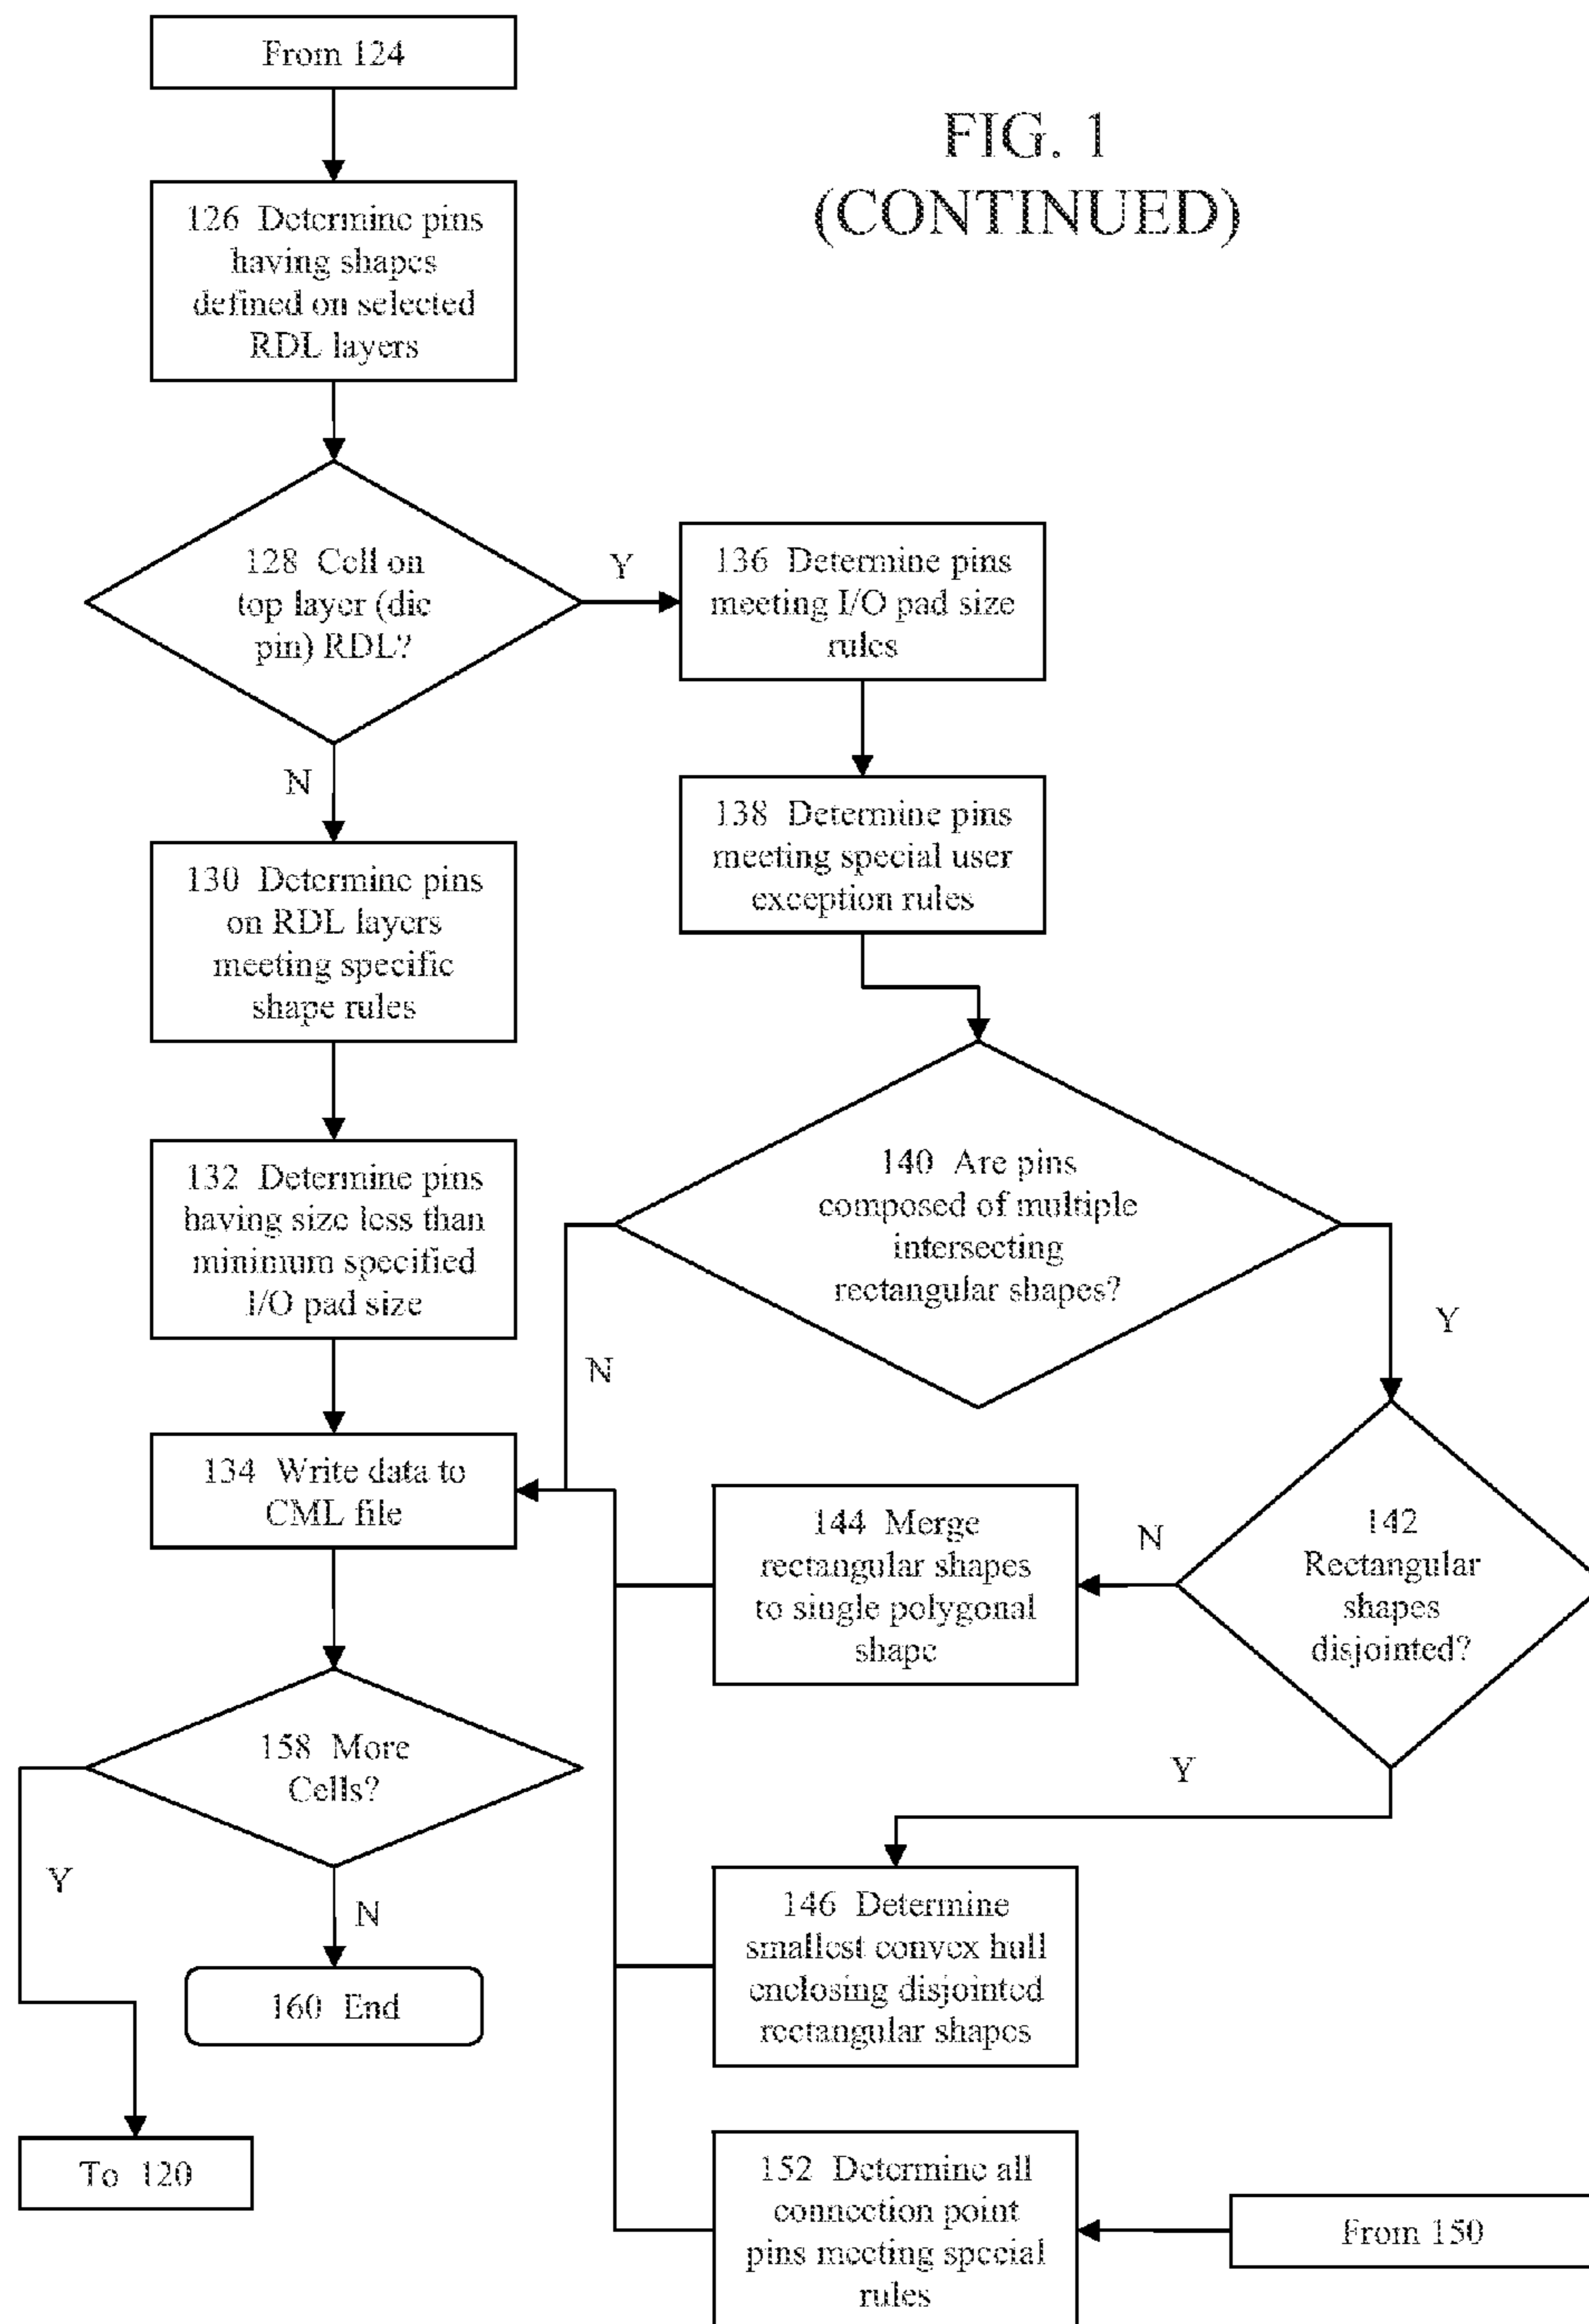 From 124
FIG. 1
(CONTINUED)
126 Determine pins
having shapes
defined on selected
RDL layers
128 Cell on
top layer (die
pin) RDL?
Y
136 Determine pins
meeting I/O pad size
rules
N
138 Determine pins
meeting special user
exception rules
130 Determine pins
on RDL layers
meeting specific
shape rules
132 Determine pins
having size less than
minimum specified
I/O pad size
140 Are pins
composed of multiple
intersecting
rectangular shapes?
Y
N
134 Write data to
CML file
144 Merge
rectangular shapes
to single polygonal
shape
N
142
Rectangular
shapes
disjointed?
158 More
Cells?
Y
Y
N
146 Determine
smallest convex hull
enclosing disjointed
rectangular shapes
160 End
To 120
152 Determine all
connection point
pins meeting special
rules
From 150